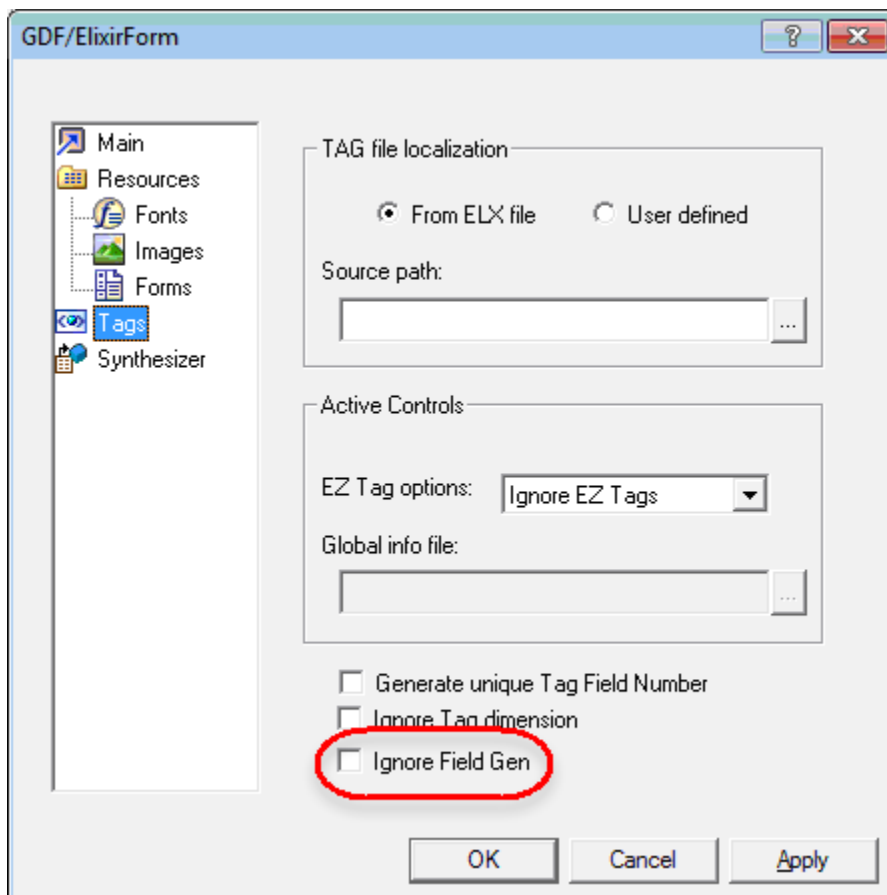 GDF/ElixirForm
Main
Resources
Fonts
Images
Forms
Tags
Synthesizer
TAG file localization
From ELX file User defined
Source path:
...
Active Controls
EZ Tag options: Ignore EZ Tags
Global info file:
...
Generate unique Tag Field Number
Ignore Tag dimension
Ignore Field Gen
OK Cancel Apply